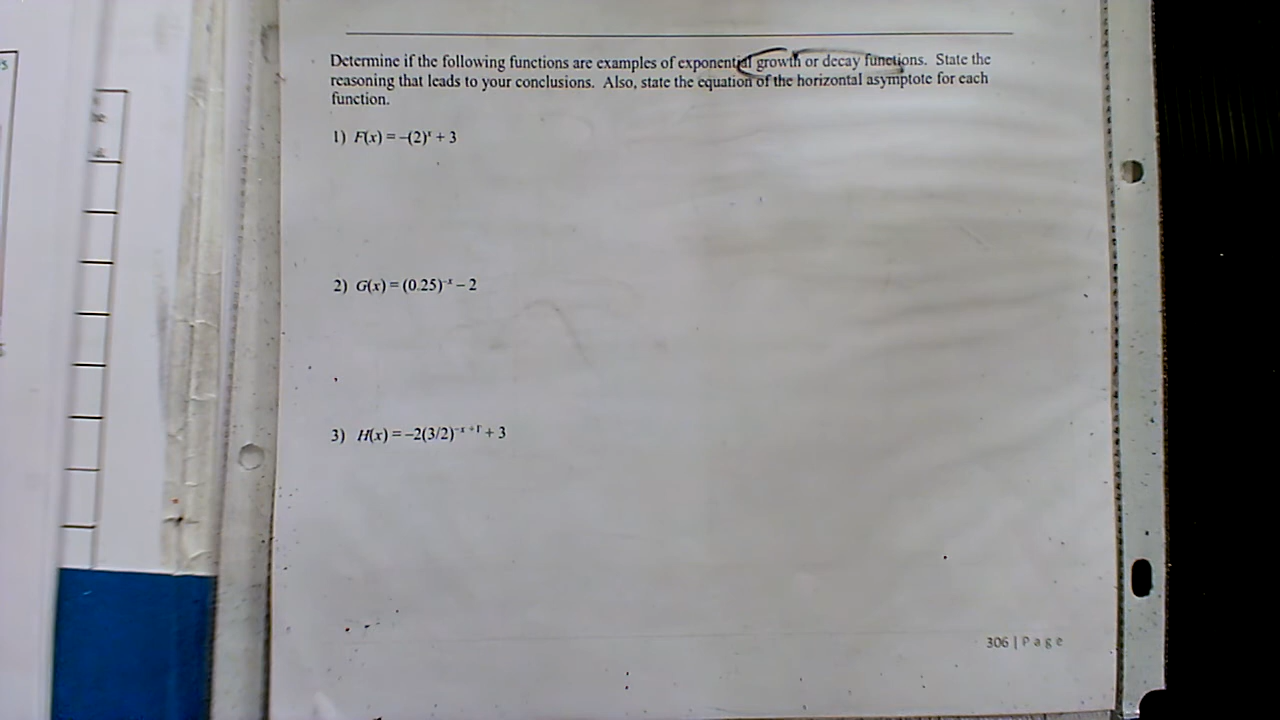 Determine if the following functions are examples of exponential growth or decay functions. State the
reasoning that leads to your conclusions. Also, state the equation of the horizontal asymptote for each
function.
1) F(x) = –(2)ˣ + 3
2) G(x) = (0.25)⁻ˣ – 2
3) H(x) = –2(3/2)⁻ˣ ⁺ ¹ + 3
306 | Page